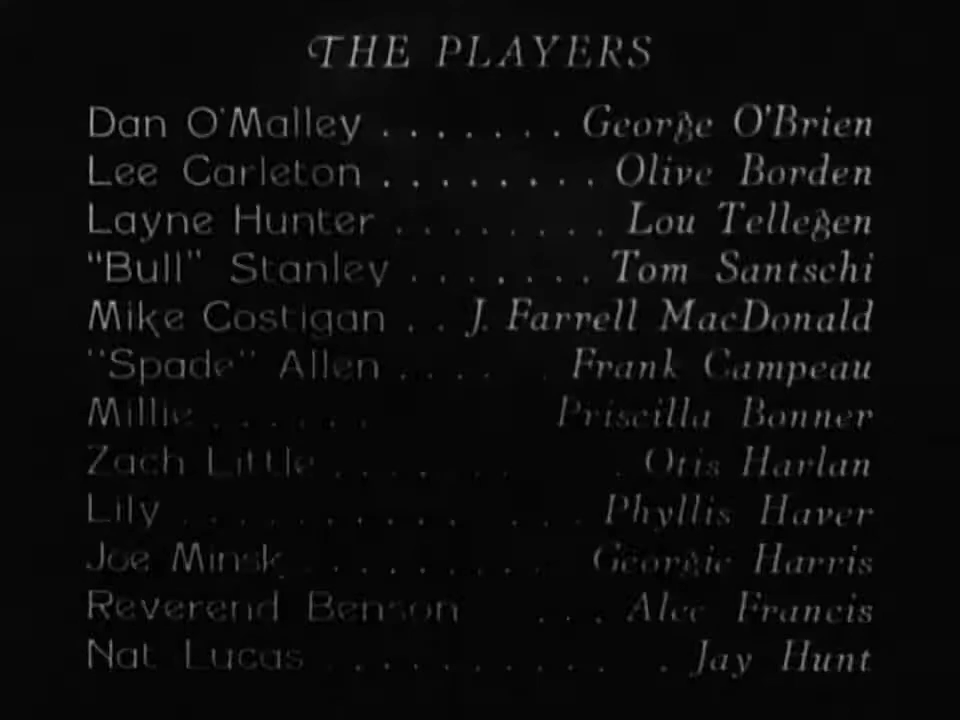 THE PLAYERS
Dan O'Malley . . . . . . . George O'Brien
Lee Carleton . . . . . . . . Olive Borden
Layne Hunter . . . . . . . . Lou Tellegen
"Bull" Stanley . . . . . . . Tom Santschi
Mike Costigan . . J. Farrell MacDonald
"Spade" Allen . . . . . Frank Campeau
Millie . . . . . . Priscilla Bonner
Zach Little . . . . . . . . Otis Harlan
Lily . . . . . . . . . . . . . Phyllis Haver
Joe Minsk . . . . . . . . . Georgie Harris
Reverend Benson . . . Alec Francis
Nat Lucas . . . . . . . . . . . Jay Hunt